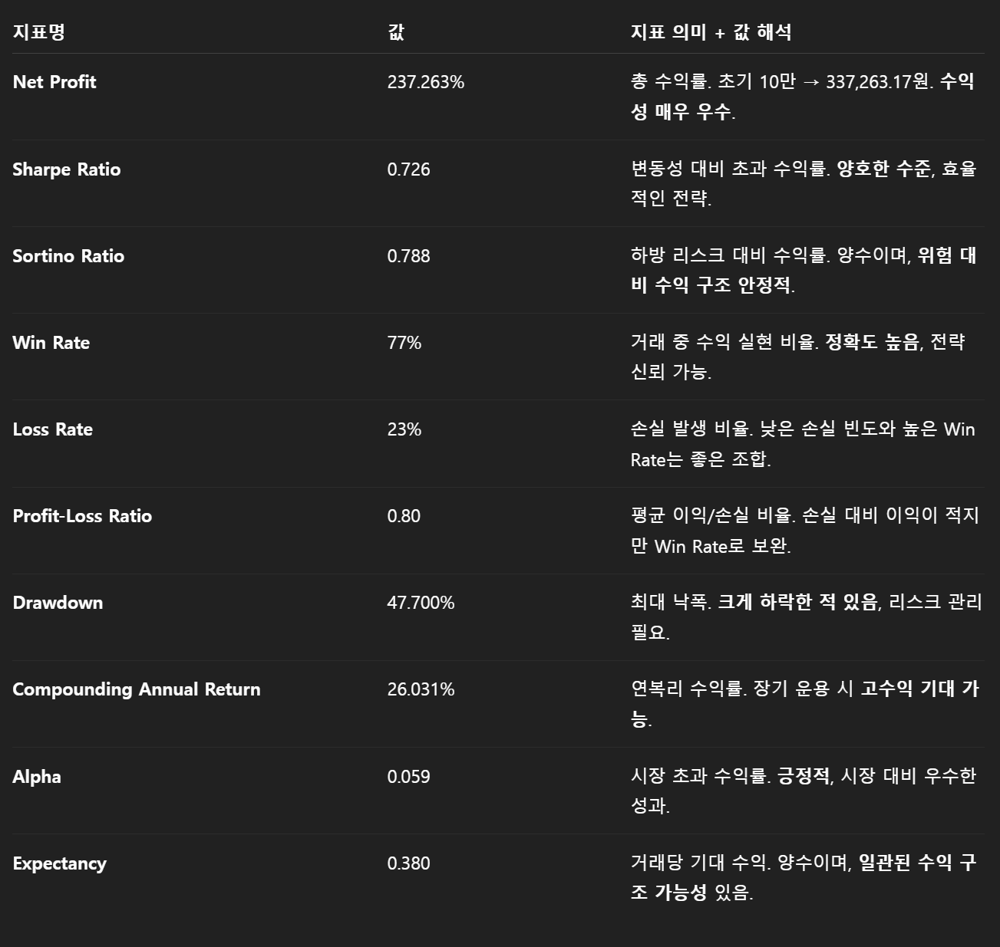 지표명 값 지표 의미 + 값 해석
Net Profit 237.263% 총 수익률. 초기 10만 → 337,263.17원. 수익
성 매우 우수.
Sharpe Ratio 0.726 변동성 대비 초과 수익률. 양호한 수준, 효율
적인 전략.
Sortino Ratio 0.788 하방 리스크 대비 수익률. 양수이며, 위험 대
비 수익 구조 안정적.
Win Rate 77% 거래 중 수익 실현 비율. 정확도 높음, 전략
신뢰 가능.
Loss Rate 23% 손실 발생 비율. 낮은 손실 빈도와 높은 Win
Rate는 좋은 조합.
Profit-Loss Ratio 0.80 평균 이익/손실 비율. 손실 대비 이익이 적지
만 Win Rate로 보완.
Drawdown 47.700% 최대 낙폭. 크게 하락한 적 있음, 리스크 관리
필요.
Compounding Annual Return 26.031% 연복리 수익률. 장기 운용 시 고수익 기대 가
능.
Alpha 0.059 시장 초과 수익률. 긍정적, 시장 대비 우수한
성과.
Expectancy 0.380 거래당 기대 수익. 양수이며, 일관된 수익 구
조 가능성 있음.